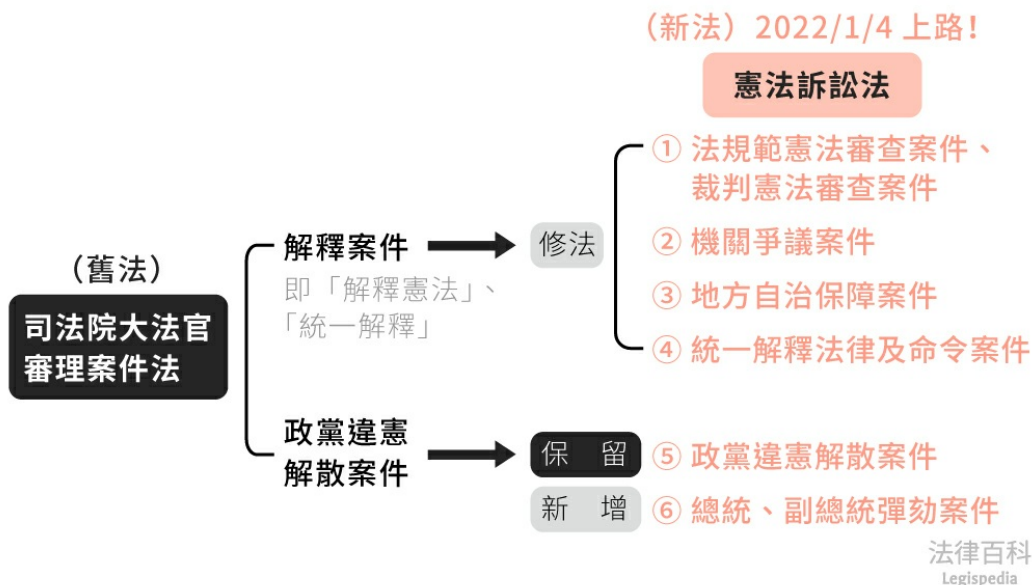 （新法）2022/1/4 上路！
憲法訴訟法
① 法規範憲法審查案件、
裁判憲法審查案件
② 機關爭議案件
③ 地方自治保障案件
④ 統一解釋法律及命令案件
（舊法）
司法院大法官
審理案件法
解釋案件
即「解釋憲法」、
「統一解釋」
修法
政黨違憲
解散案件
保 留
⑤ 政黨違憲解散案件
新 增
⑥ 總統、副總統彈劾案件
法律百科
Legispedia